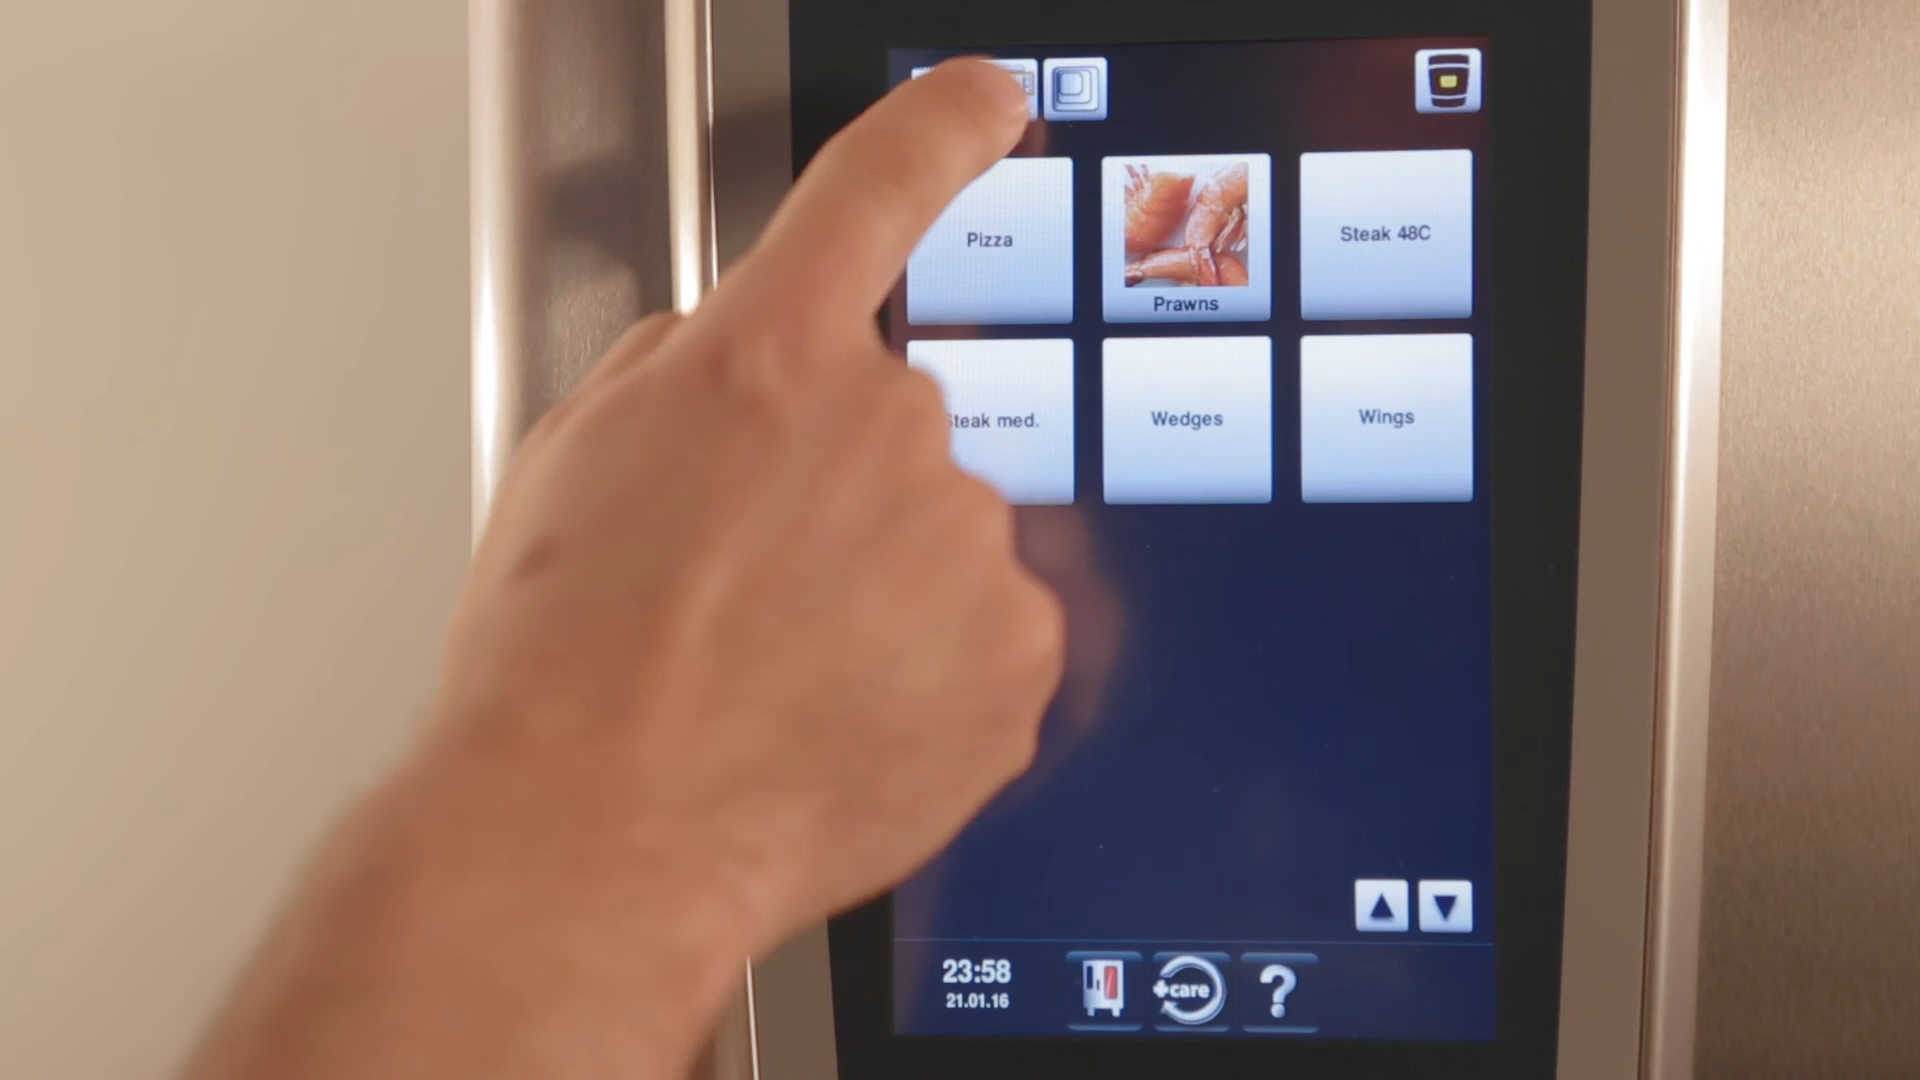 Pizza
Prawns
Steak 48C
Steak med.
Wedges
Wings
23:58
21.01.16
+care
?